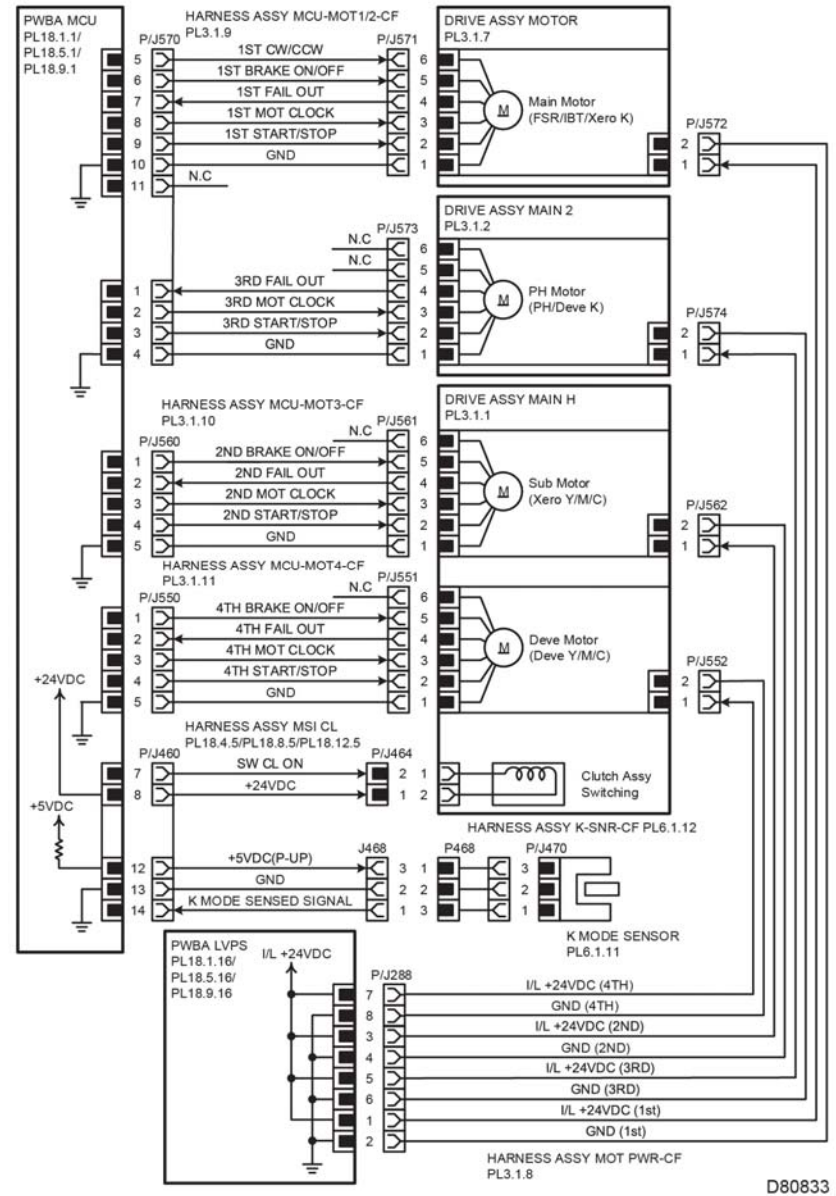 PWBA MCU
PL18.1.1/
PL18.5.1/
PL18.9.1
HARNESS ASSY MCU-MOT1/2-CF
PL3.1.9
P/J570
P/J571
5 1ST CW/CCW 6
6 1ST BRAKE ON/OFF 5
7 1ST FAIL OUT 4
8 1ST MOT CLOCK 3
9 1ST START/STOP 2
10 GND 1
11 N.C
DRIVE ASSY MOTOR
PL3.1.7
M
Main Motor
(FSR/IBT/Xero K)
P/J572
2
1
P/J573
N.C 6
N.C 5
1 3RD FAIL OUT 4
2 3RD MOT CLOCK 3
3 3RD START/STOP 2
4 GND 1
DRIVE ASSY MAIN 2
PL3.1.2
M
PH Motor
(PH/Deve K)
P/J574
2
1
HARNESS ASSY MCU-MOT3-CF
PL3.1.10
P/J560
P/J561
N.C 6
1 2ND BRAKE ON/OFF 5
2 2ND FAIL OUT 4
3 2ND MOT CLOCK 3
4 2ND START/STOP 2
5 GND 1
DRIVE ASSY MAIN H
PL3.1.1
M
Sub Motor
(Xero Y/M/C)
P/J562
2
1
HARNESS ASSY MCU-MOT4-CF
PL3.1.11
P/J550
P/J551
N.C 6
1 4TH BRAKE ON/OFF 5
2 4TH FAIL OUT 4
3 4TH MOT CLOCK 3
4 4TH START/STOP 2
5 GND 1
M
Deve Motor
(Deve Y/M/C)
P/J552
2
1
+24VDC
HARNESS ASSY MSI CL
PL18.4.5/PL18.8.5/PL18.12.5
P/J460
P/J464
7 SW CL ON 2 1
8 +24VDC 1 2
Clutch Assy
Switching
+5VDC
HARNESS ASSY K-SNR-CF PL6.1.12
J468
P468
P/J470
12 +5VDC(P-UP) 3 1 3
13 GND 2 2 2
14 K MODE SENSED SIGNAL 1 3 1
K MODE SENSOR
PL6.1.11
PWBA LVPS
PL18.1.16/
PL18.5.16/
PL18.9.16
I/L +24VDC
P/J288
7 I/L +24VDC (4TH)
8 GND (4TH)
3 I/L +24VDC (2ND)
4 GND (2ND)
5 I/L +24VDC (3RD)
6 GND (3RD)
1 I/L +24VDC (1st)
2 GND (1st)
HARNESS ASSY MOT PWR-CF
PL3.1.8
D80833